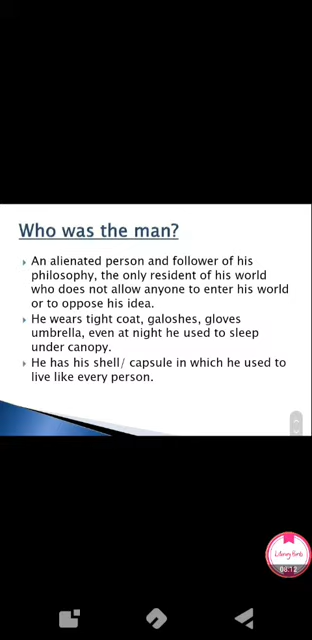 Who was the man?
An alienated person and follower of his
philosophy, the only resident of his world
who does not allow anyone to enter his world
or to oppose his idea.
He wears tight coat, galoshes, gloves
umbrella, even at night he used to sleep
under canopy.
He has his shell/ capsule in which he used to
live like every person.
08:12